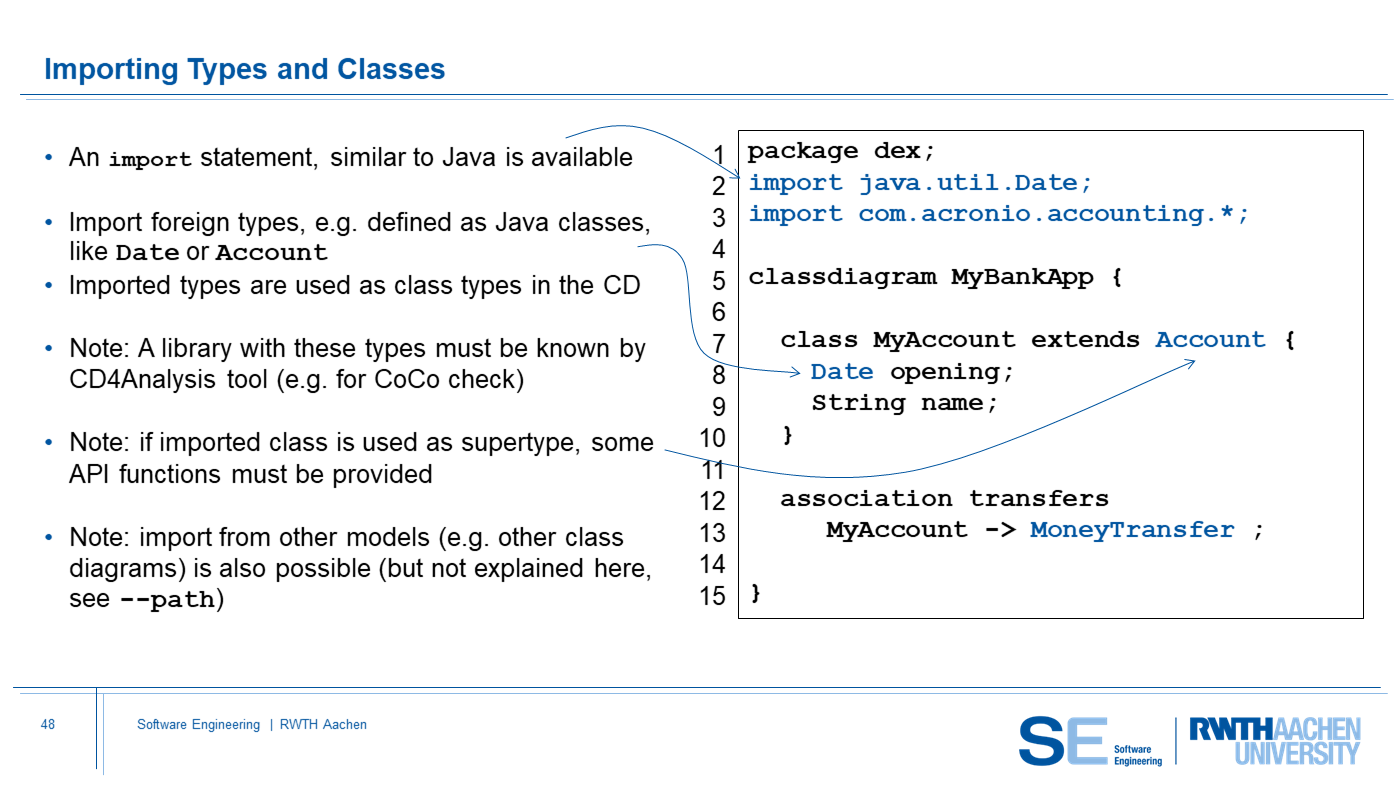 Importing Types and Classes
• An import statement, similar to Java is available
• Import foreign types, e.g. defined as Java classes,
like Date or Account
• Imported types are used as class types in the CD
• Note: A library with these types must be known by
CD4Analysis tool (e.g. for CoCo check)
• Note: if imported class is used as supertype, some
API functions must be provided
• Note: import from other models (e.g. other class
diagrams) is also possible (but not explained here,
see --path)
1 package dex;
2 import java.util.Date;
3 import com.acronio.accounting.*;
4
5 classdiagram MyBankApp {
6
7 class MyAccount extends Account {
8 Date opening;
9 String name;
10 }
11
12 association transfers
13 MyAccount -> MoneyTransfer ;
14
15 }
48
Software Engineering | RWTH Aachen
SE Software
Engineering
RWTHAACHEN
UNIVERSITY